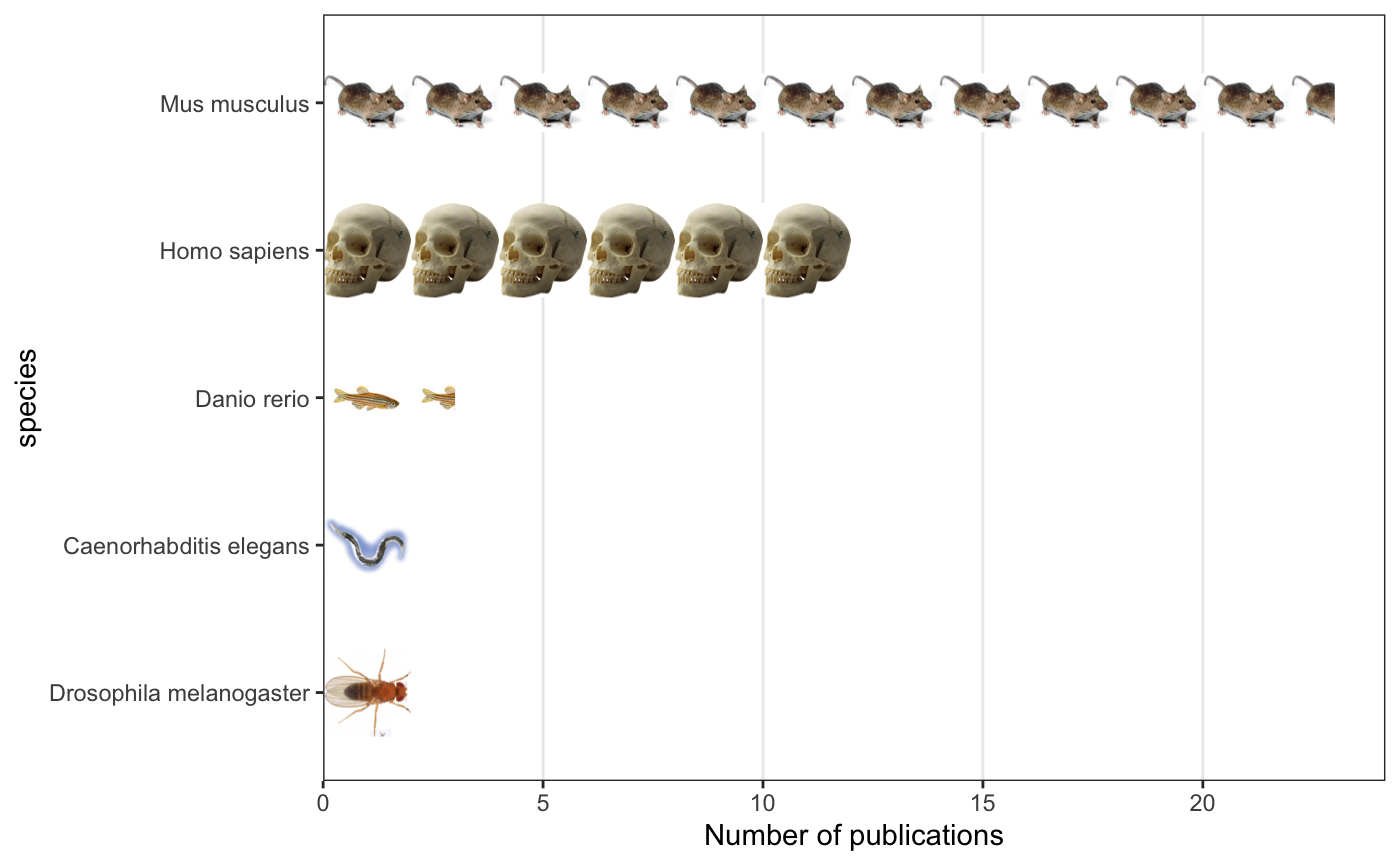 Mus musculus
Homo sapiens
Danio rerio
Caenorhabditis elegans
Drosophila melanogaster
species
0 5 10 15 20
Number of publications